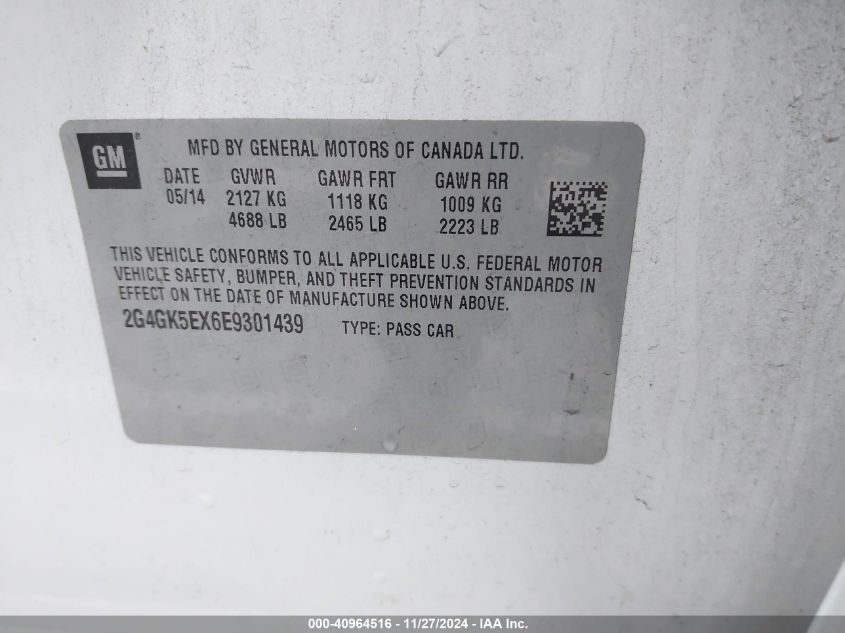 GM ®
MFD BY GENERAL MOTORS OF CANADA LTD.
DATE GVWR GAWR FRT GAWR RR
05/14 2127 KG 1118 KG 1009 KG
4688 LB 2465 LB 2223 LB
THIS VEHICLE CONFORMS TO ALL APPLICABLE U.S. FEDERAL MOTOR
VEHICLE SAFETY, BUMPER, AND THEFT PREVENTION STANDARDS IN
EFFECT ON THE DATE OF MANUFACTURE SHOWN ABOVE.
2G4GK5EX6E9301439 TYPE: PASS CAR
000-40964516 - 11/27/2024 - IAA Inc.